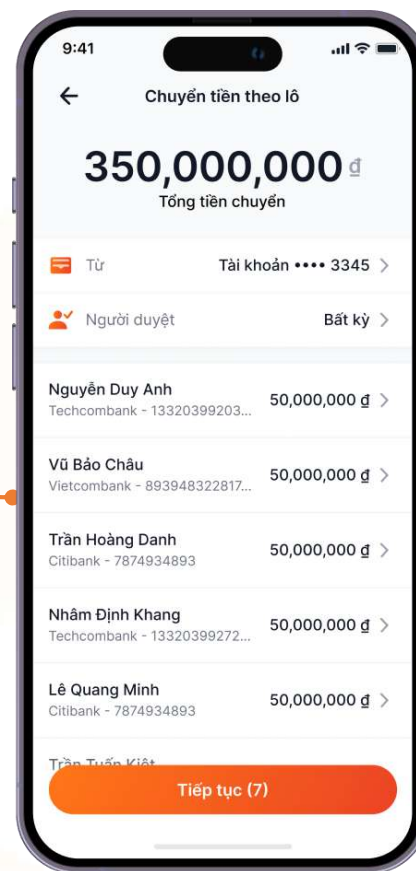 9:41
Chuyển tiền theo lô
350,000,000 ₫
Tổng tiền chuyển
Từ Tài khoản •••• 3345
Người duyệt Bất kỳ
Nguyễn Duy Anh
50,000,000 ₫
Techcombank - 13320399203...
Vũ Bảo Châu
50,000,000 ₫
Vietcombank - 893948322817...
Trần Hoàng Danh
50,000,000 ₫
Citibank - 7874934893
Nhâm Định Khang
50,000,000 ₫
Techcombank - 13320399272...
Lê Quang Minh
50,000,000 ₫
Citibank - 7874934893
Trần Tuấn Kiệt
Tiếp tục (7)